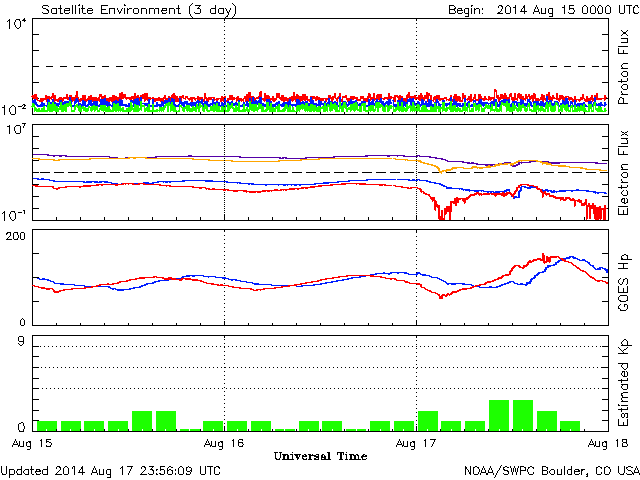 Satellite Environment (3 day)
Begin: 2014 Aug 15 0000 UTC
10⁴
10⁻²
Proton Flux
10⁷
10⁻¹
Electron Flux
200
0
GOES Hp
9
0
Estimated Kp
Aug 15 Aug 16 Aug 17 Aug 18
Universal Time
Updated 2014 Aug 17 23:56:09 UTC
NOAA/SWPC Boulder, CO USA